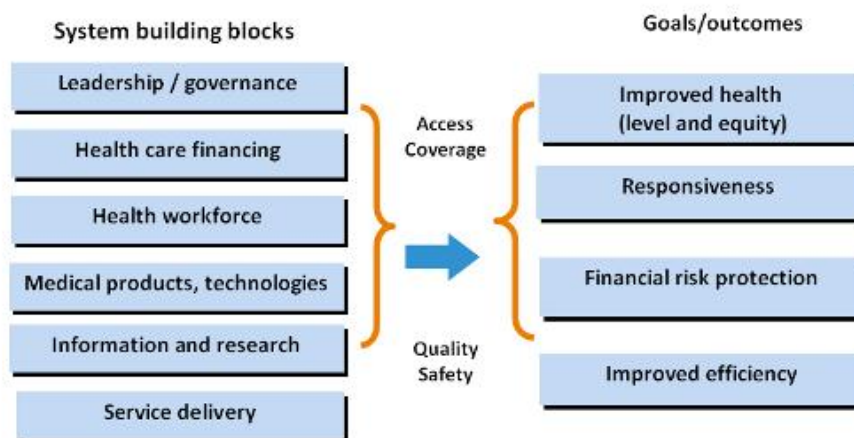 System building blocks
Leadership / governance
Health care financing
Health workforce
Medical products, technologies
Information and research
Service delivery
Access
Coverage
Quality
Safety
Goals/outcomes
Improved health
(level and equity)
Responsiveness
Financial risk protection
Improved efficiency